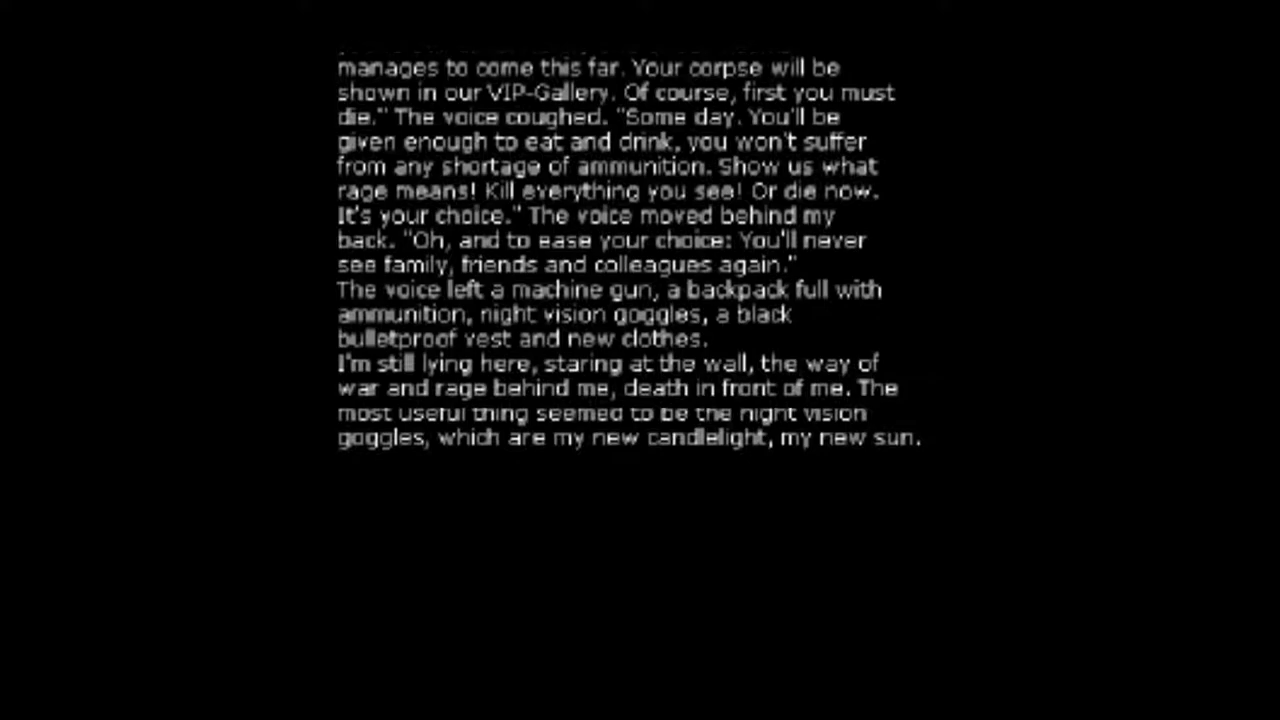 manages to come this far. Your corpse will be
shown in our VIP-Gallery. Of course, first you must
die." The voice coughed. "Some day. You'll be
given enough to eat and drink, you won't suffer
from any shortage of ammunition. Show us what
rage means! Kill everything you see! Or die now.
It's your choice." The voice moved behind my
back. "Oh, and to ease your choice: You'll never
see family, friends and colleagues again."
The voice left a machine gun, a backpack full with
ammunition, night vision goggles, a black
bulletproof vest and new clothes.
I'm still lying here, staring at the wall, the way of
war and rage behind me, death in front of me. The
most useful thing seemed to be the night vision
goggles, which are my new candlelight, my new sun.